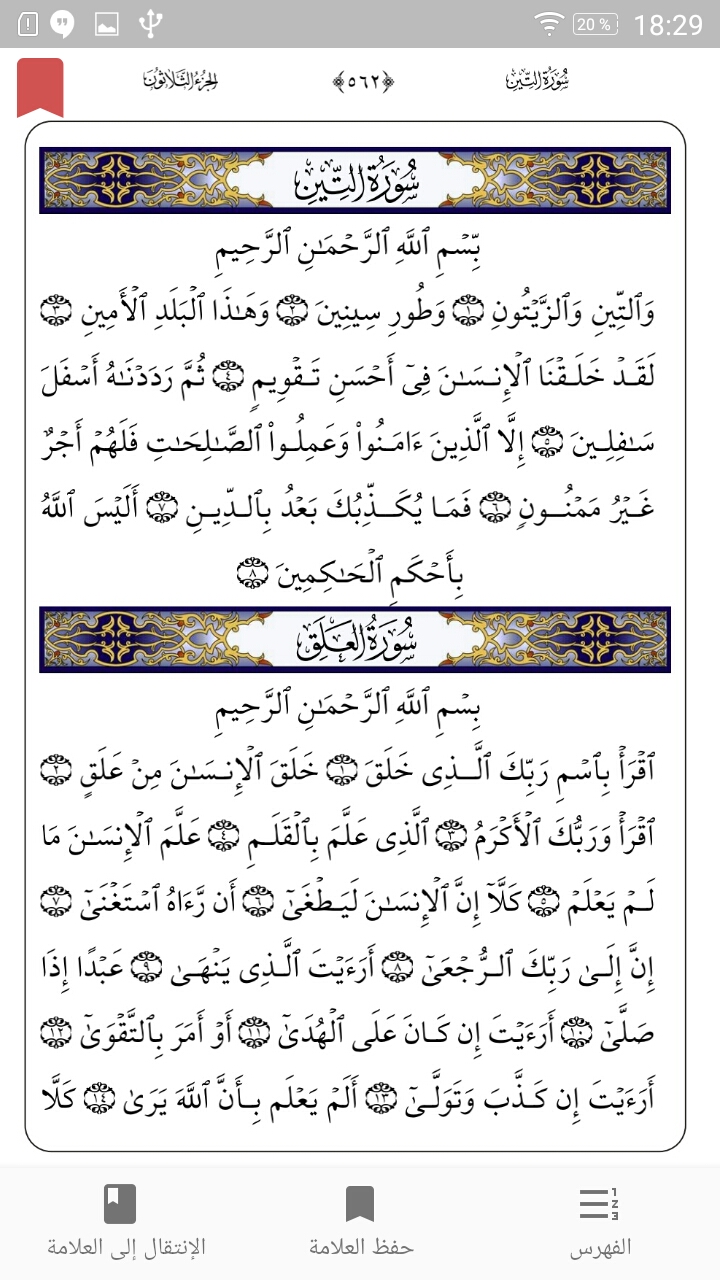 20 % 18:29
سُورَةُ التِّينِ ﴿٥٦٢﴾ الجُزْءُ الثَّلَاثُونَ
سُورَةُ التِّينِ
بِّسْمِ ٱللَّهِ ٱلرَّحْمَـٰنِ ٱلرَّحِيمِ
وَٱلتِّينِ وَٱلزَّيْتُونِ ١ وَطُورِ سِينِينَ ٢ وَهَـٰذَا ٱلْبَلَدِ ٱلْأَمِينِ ٣
لَقَدْ خَلَقْنَا ٱلْإِنسَـٰنَ فِىٓ أَحْسَنِ تَقْوِيمٍ ٤ ثُمَّ رَدَدْنَـٰهُ أَسْفَلَ
سَـٰفِلِينَ ٥ إِلَّا ٱلَّذِينَ ءَامَنُوا۟ وَعَمِلُوا۟ ٱلصَّـٰلِحَـٰتِ فَلَهُمْ أَجْرٌ
غَيْرُ مَمْنُونٍ ٦ فَمَا يُكَذِّبُكَ بَعْدُ بِٱلدِّينِ ٧ أَلَيْسَ ٱللَّهُ
بِأَحْكَمِ ٱلْحَـٰكِمِينَ ٨
سُورَةُ العَلَقِ
بِسْمِ ٱللَّهِ ٱلرَّحْمَـٰنِ ٱلرَّحِيمِ
ٱقْرَأْ بِٱسْمِ رَبِّكَ ٱلَّذِى خَلَقَ ١ خَلَقَ ٱلْإِنسَـٰنَ مِنْ عَلَقٍ ٢
ٱقْرَأْ وَرَبُّكَ ٱلْأَكْرَمُ ٣ ٱلَّذِى عَلَّمَ بِٱلْقَلَمِ ٤ عَلَّمَ ٱلْإِنسَـٰنَ مَا
لَمْ يَعْلَمْ ٥ كَلَّآ إِنَّ ٱلْإِنسَـٰنَ لَيَطْغَىٰٓ ٦ أَن رَّءَاهُ ٱسْتَغْنَىٰٓ ٧
إِنَّ إِلَىٰ رَبِّكَ ٱلرُّجْعَىٰٓ ٨ أَرَءَيْتَ ٱلَّذِى يَنْهَىٰ ٩ عَبْدًا إِذَا
صَلَّىٰٓ ١٠ أَرَءَيْتَ إِن كَانَ عَلَى ٱلْهُدَىٰٓ ١١ أَوْ أَمَرَ بِٱلتَّقْوَىٰٓ ١٢
أَرَءَيْتَ إِن كَذَّبَ وَتَوَلَّىٰٓ ١٣ أَلَمْ يَعْلَم بِأَنَّ ٱللَّهَ يَرَىٰ ١٤ كَلَّا
الفهرس حفظ العلامة الإنتقال إلى العلامة